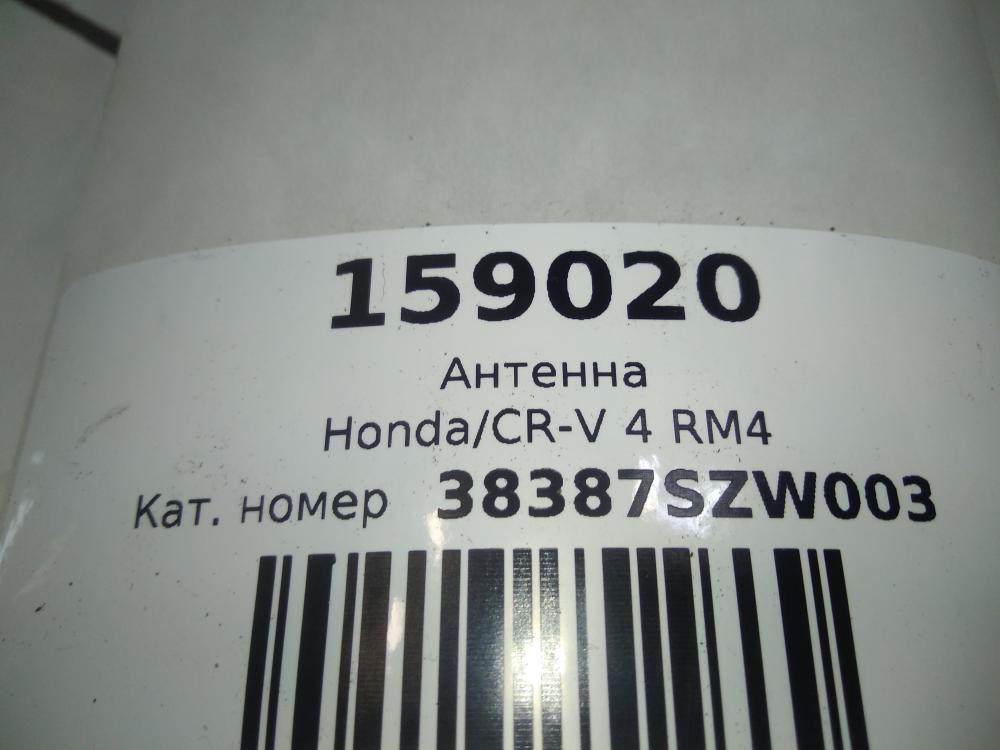 159020
Антенна
Honda/CR-V 4 RM4
Кат. номер 38387SZW003